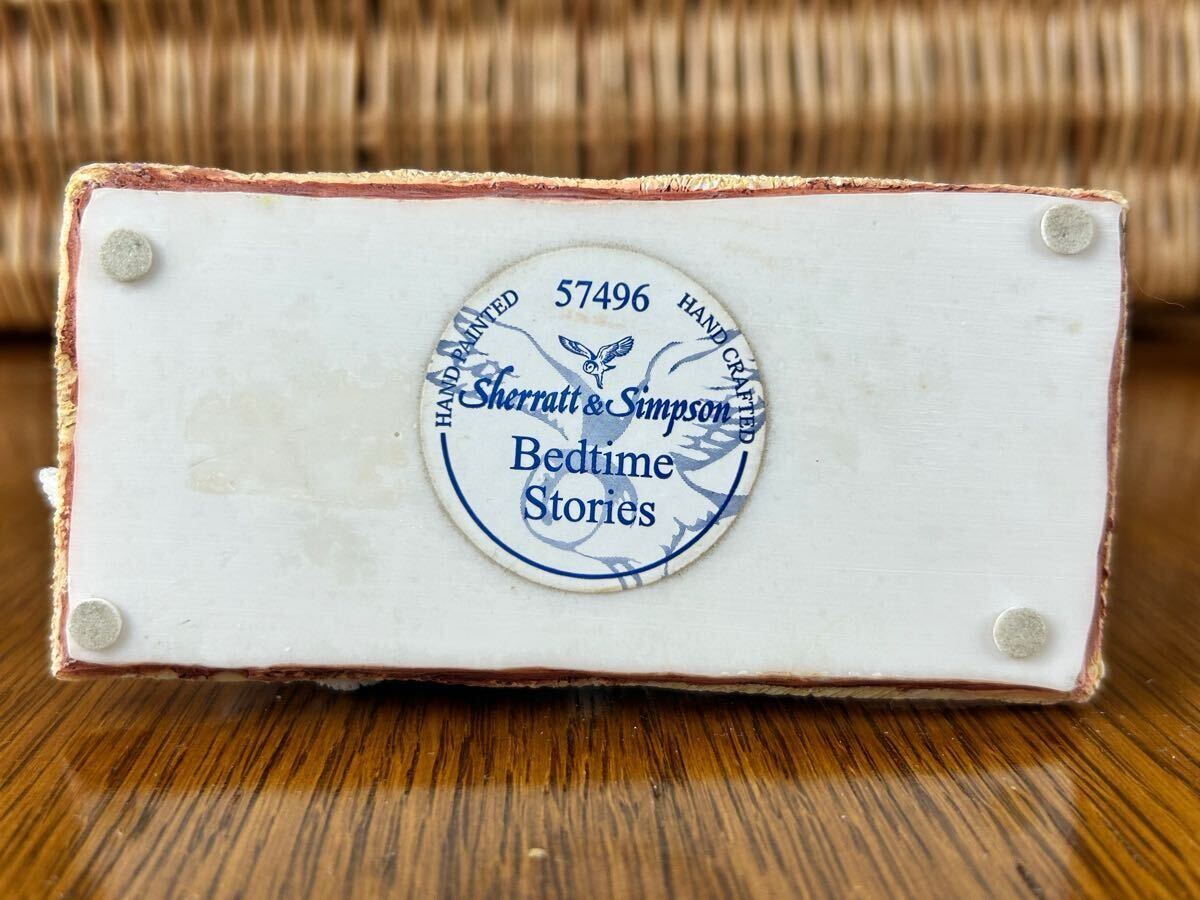 57496
HAND PAINTED
HAND CRAFTED
Sherratt & Simpson
Bedtime
Stories